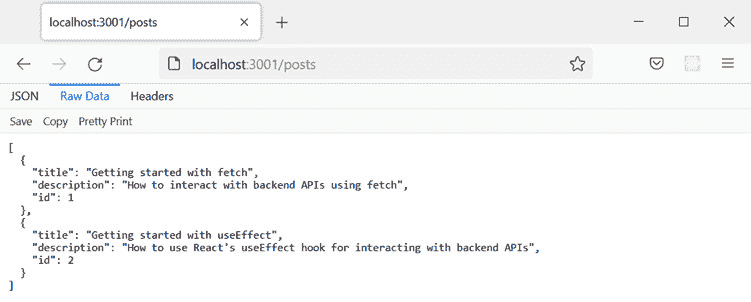 localhost:3001/posts
localhost:3001/posts
JSON Raw Data Headers
Save Copy Pretty Print
[
  {
    "title": "Getting started with fetch",
    "description": "How to interact with backend APIs using fetch",
    "id": 1
  },
  {
    "title": "Getting started with useEffect",
    "description": "How to use React's useEffect hook for interacting with backend APIs",
    "id": 2
  }
]